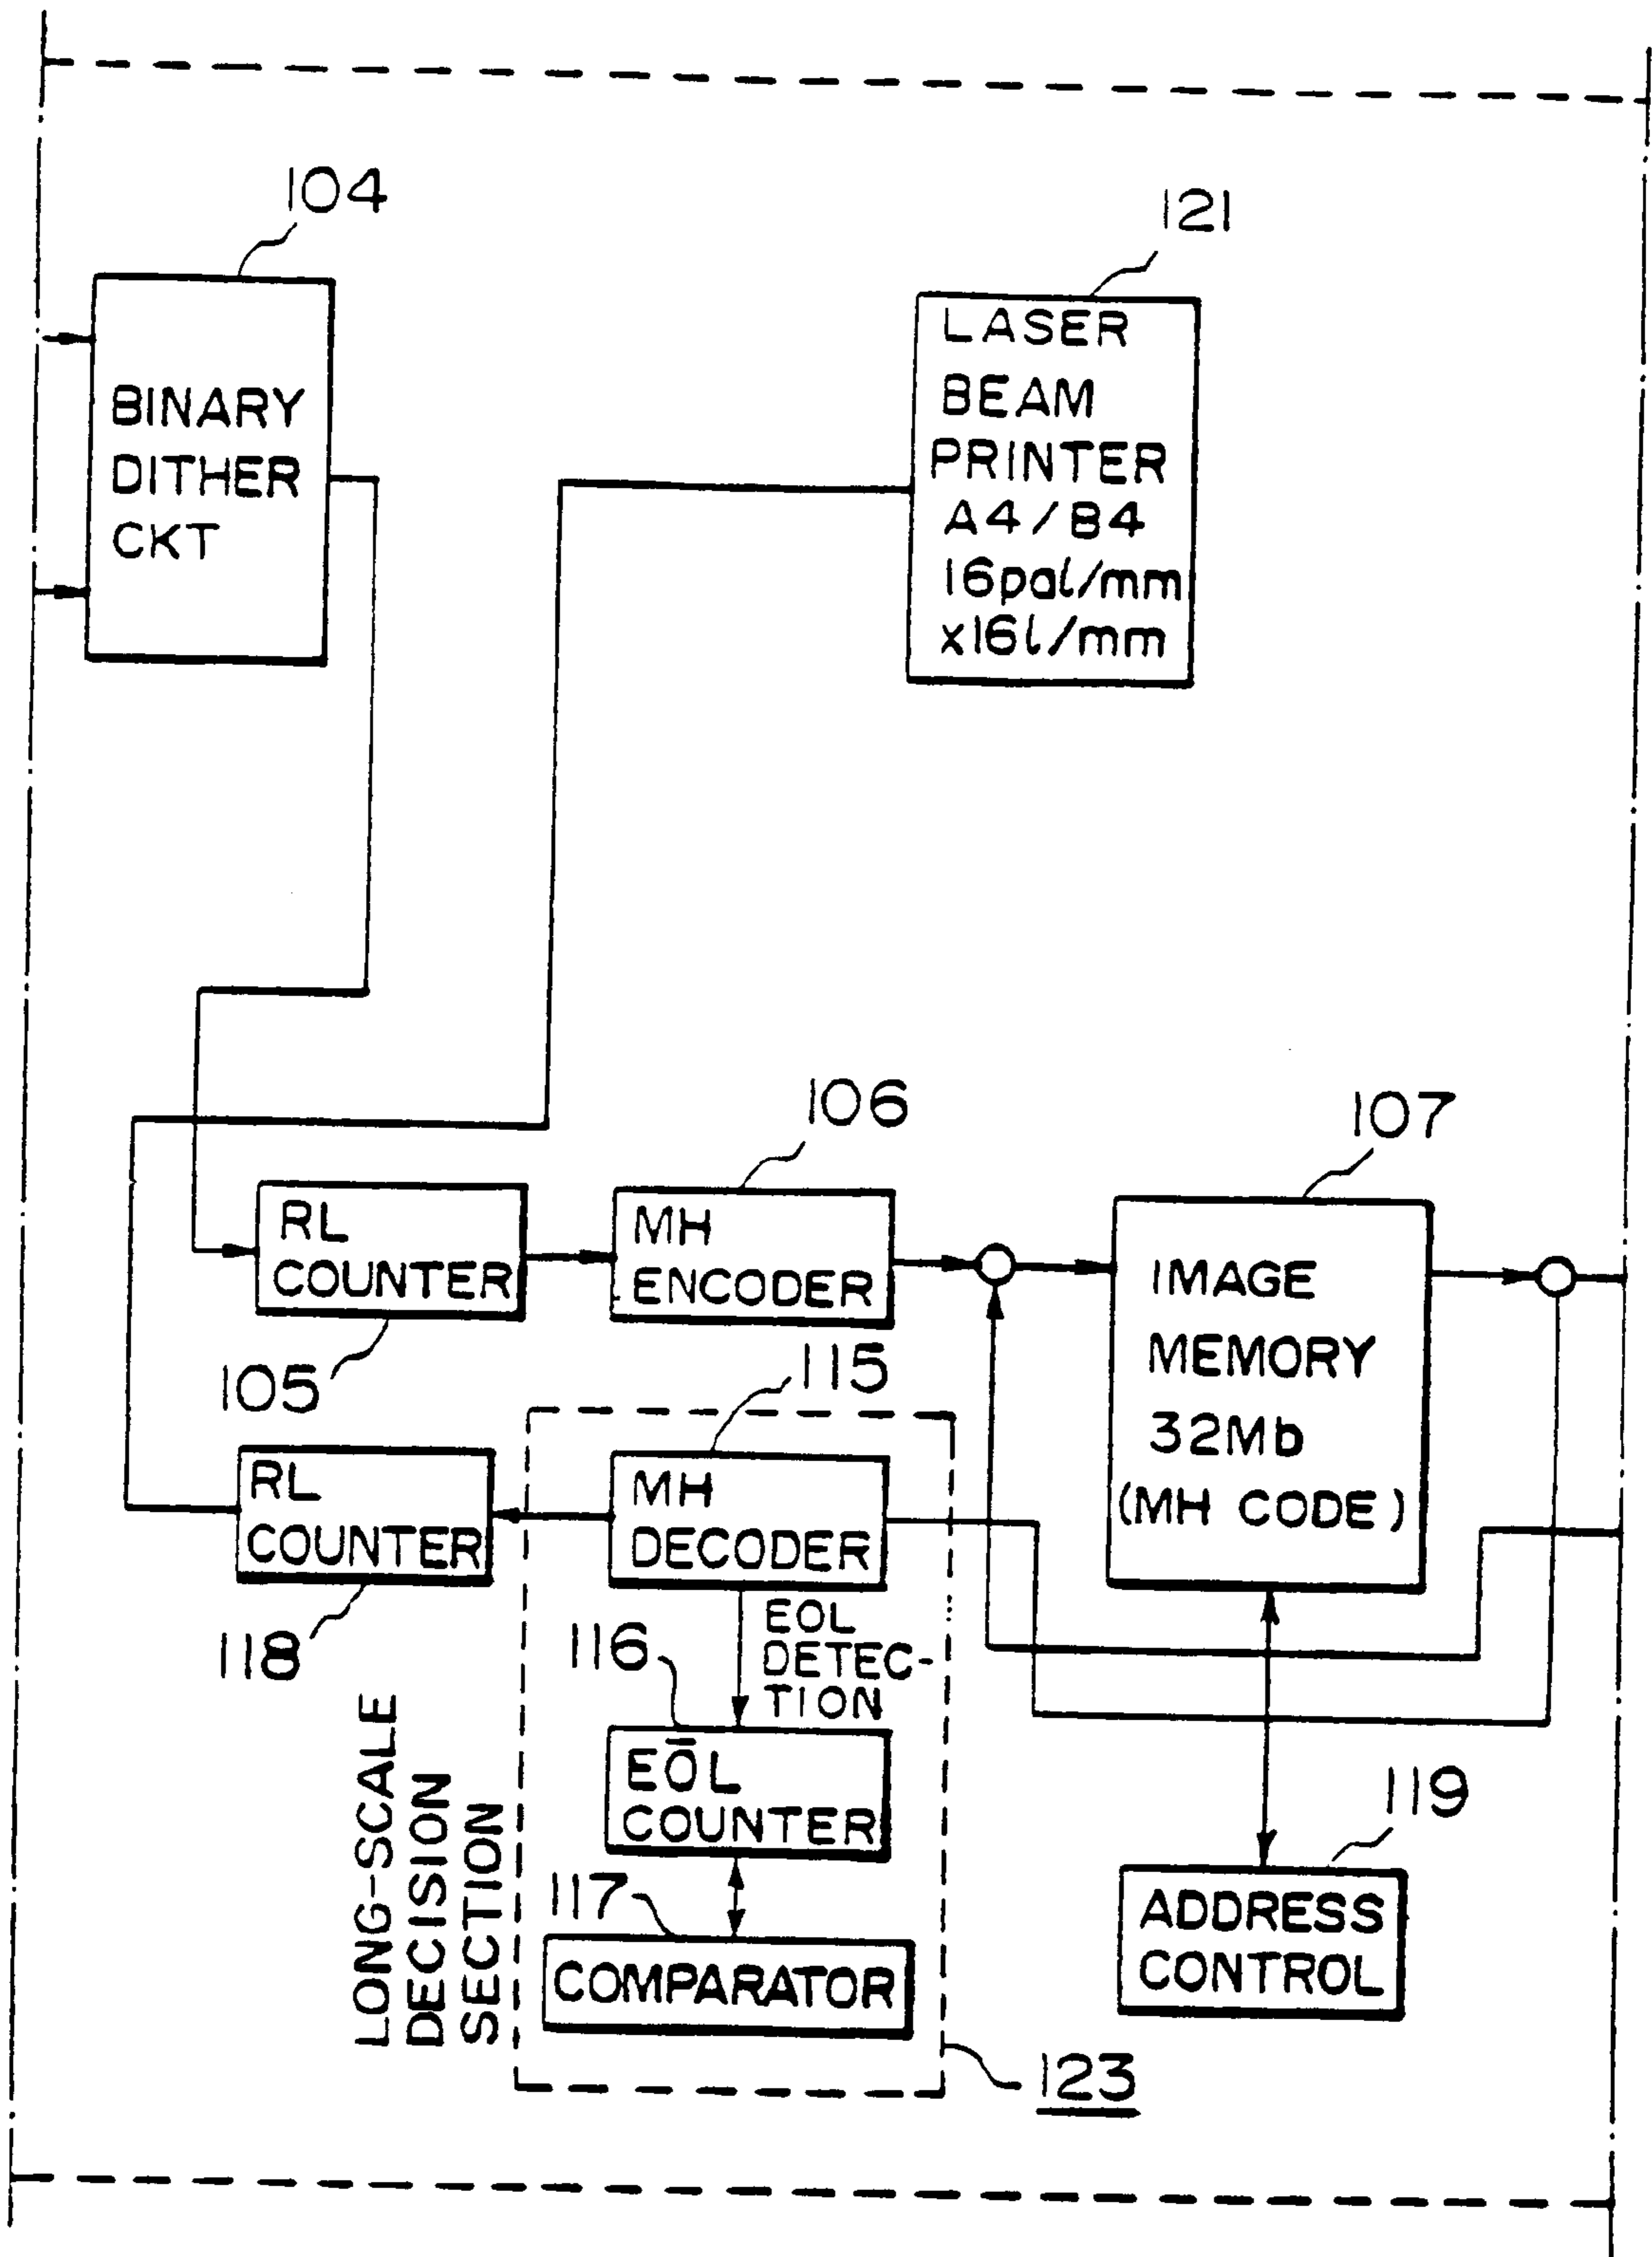 104
BINARY
DITHER
CKT
121
LASER
BEAM
PRINTER
A4/B4
16pal/mm
x16l/mm
106
107
RL
COUNTER
105
MH
ENCODER
IMAGE
MEMORY
32Mb
(MH CODE)
115
RL
COUNTER
118
MH
DECODER
EOL
DETEC-
TION
116
EOL
COUNTER
117
COMPARATOR
LONG-SCALE
DECISION
SECTION
119
ADDRESS
CONTROL
123